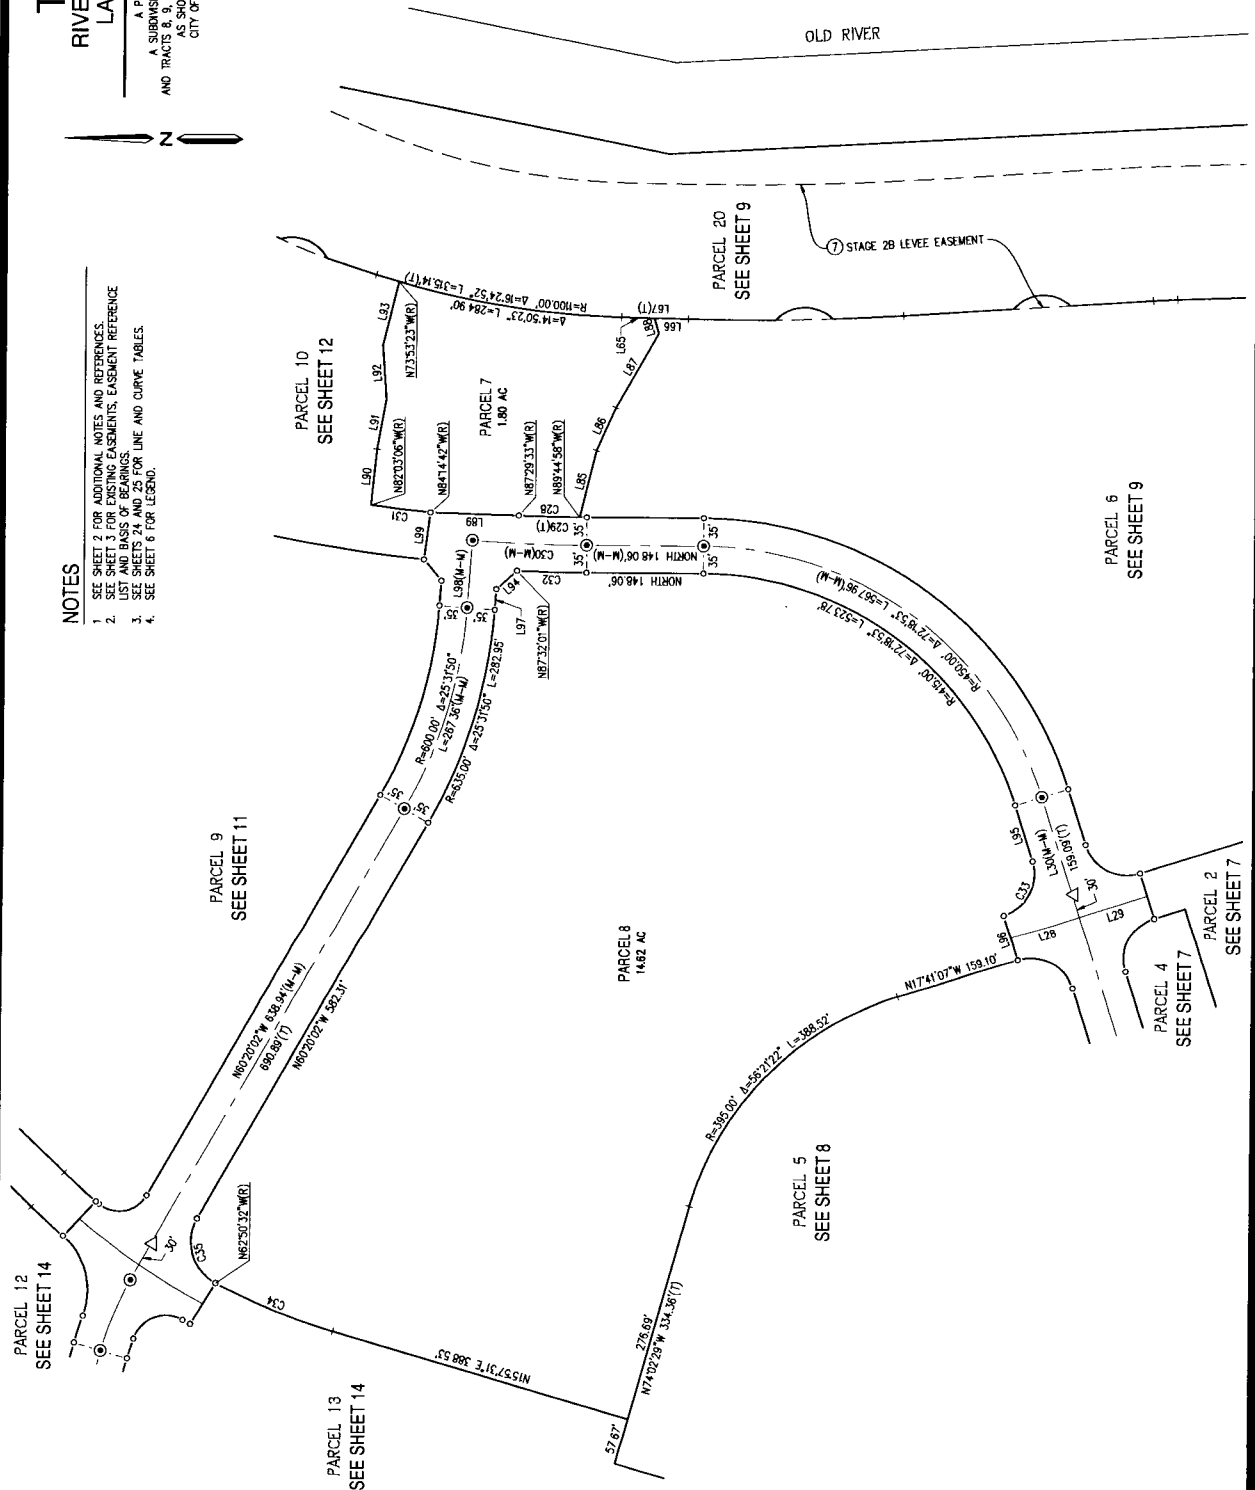 T
RIVE
LA
A P
A SUBDIVISI
AND TRACTS 8, 9,
AS SHO
CITY OF
N
NOTES
1 SEE SHEET 2 FOR ADDITIONAL NOTES AND REFERENCES.
2. SEE SHEET 3 FOR EXISTING EASEMENTS, EASEMENT REFERENCE
LIST AND BASIS OF BEARINGS.
3. SEE SHEETS 24 AND 25 FOR LINE AND CURVE TABLES.
4. SEE SHEET 6 FOR LEGEND.
OLD RIVER
PARCEL 20
SEE SHEET 9
7 STAGE 2B LEVEE EASEMENT
PARCEL 10
SEE SHEET 12
L93
L92
L91
L90
N73°53'23"W(R)
N82°03'06"W(R)
N84°14'42"W(R)
N87°29'33"W(R)
N89°44'58"W(R)
Δ=14°50'23" L=284.90'
R=1100.00' Δ=16°24'52" L=315.14'(T)
L65
L88
L66
L67(T)
L87
L86
L85
PARCEL 7
1.80 AC
C31
L99
L89
C28
C29(T)
C30(M-M)
C32
L98(M-M)
L94
L97
N87°32'01"W(R)
35'
35'
35'
35'
35'
35'
NORTH 148.06'(M-M)
NORTH 148.06'
PARCEL 6
SEE SHEET 9
R=450.00' Δ=72°18'53" L=567.96'(M-M)
R=415.00' Δ=72°18'53" L=523.78'
R=600.00' Δ=25°31'50"
L=267.36'(M-M)
R=635.00' Δ=25°31'50" L=282.95'
35'
35'
PARCEL 9
SEE SHEET 11
N60°20'02"W 638.94'(M-M)
690.89'(T)
N60°20'02"W 582.31'
PARCEL 8
14.62 AC
L95
L30(M-M)
159.09'(T)
C33
30'
L96
L28
L29
PARCEL 2
SEE SHEET 7
PARCEL 4
SEE SHEET 7
N17°41'07"W 159.10'
R=395.00' Δ=56°21'22" L=388.52'
PARCEL 5
SEE SHEET 8
PARCEL 12
SEE SHEET 14
30'
C35
N62°50'32"W(R)
C34
N15°57'31"E 388.53'
276.69'
N74°02'29"W 334.36'(T)
57.67'
PARCEL 13
SEE SHEET 14